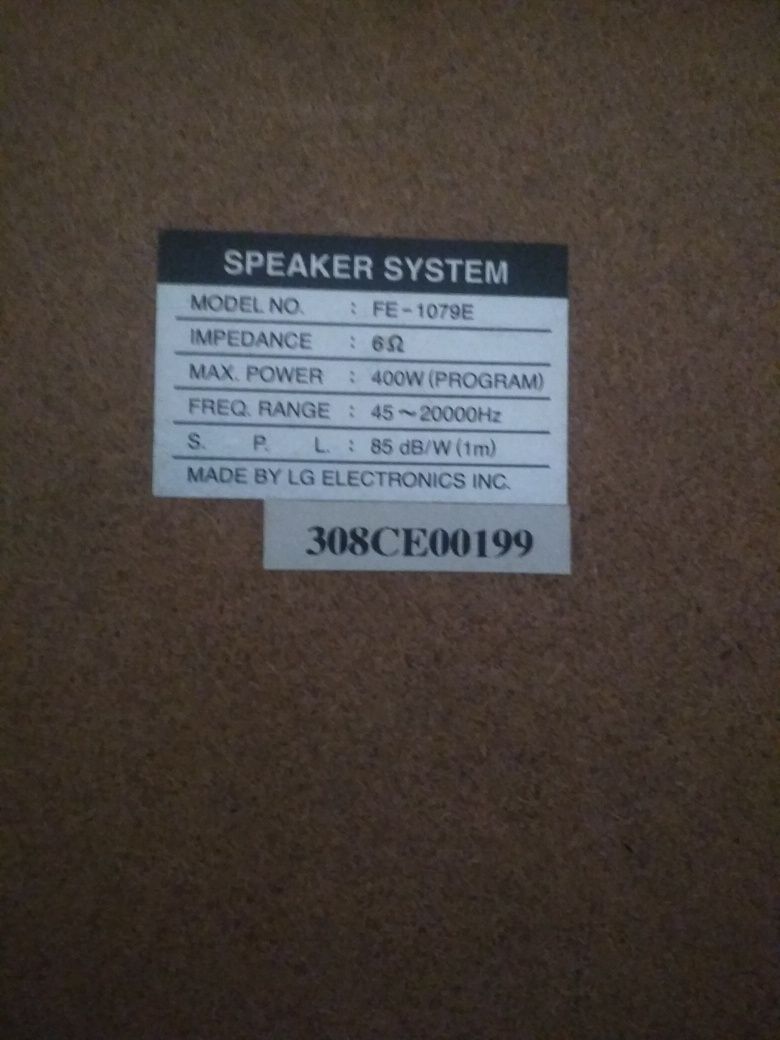 SPEAKER SYSTEM
MODEL NO. : FE-1079E
IMPEDANCE : 6Ω
MAX. POWER : 400W (PROGRAM)
FREQ. RANGE : 45~20000Hz
S. P. L. : 85 dB/W (1m)
MADE BY LG ELECTRONICS INC.
308CE00199